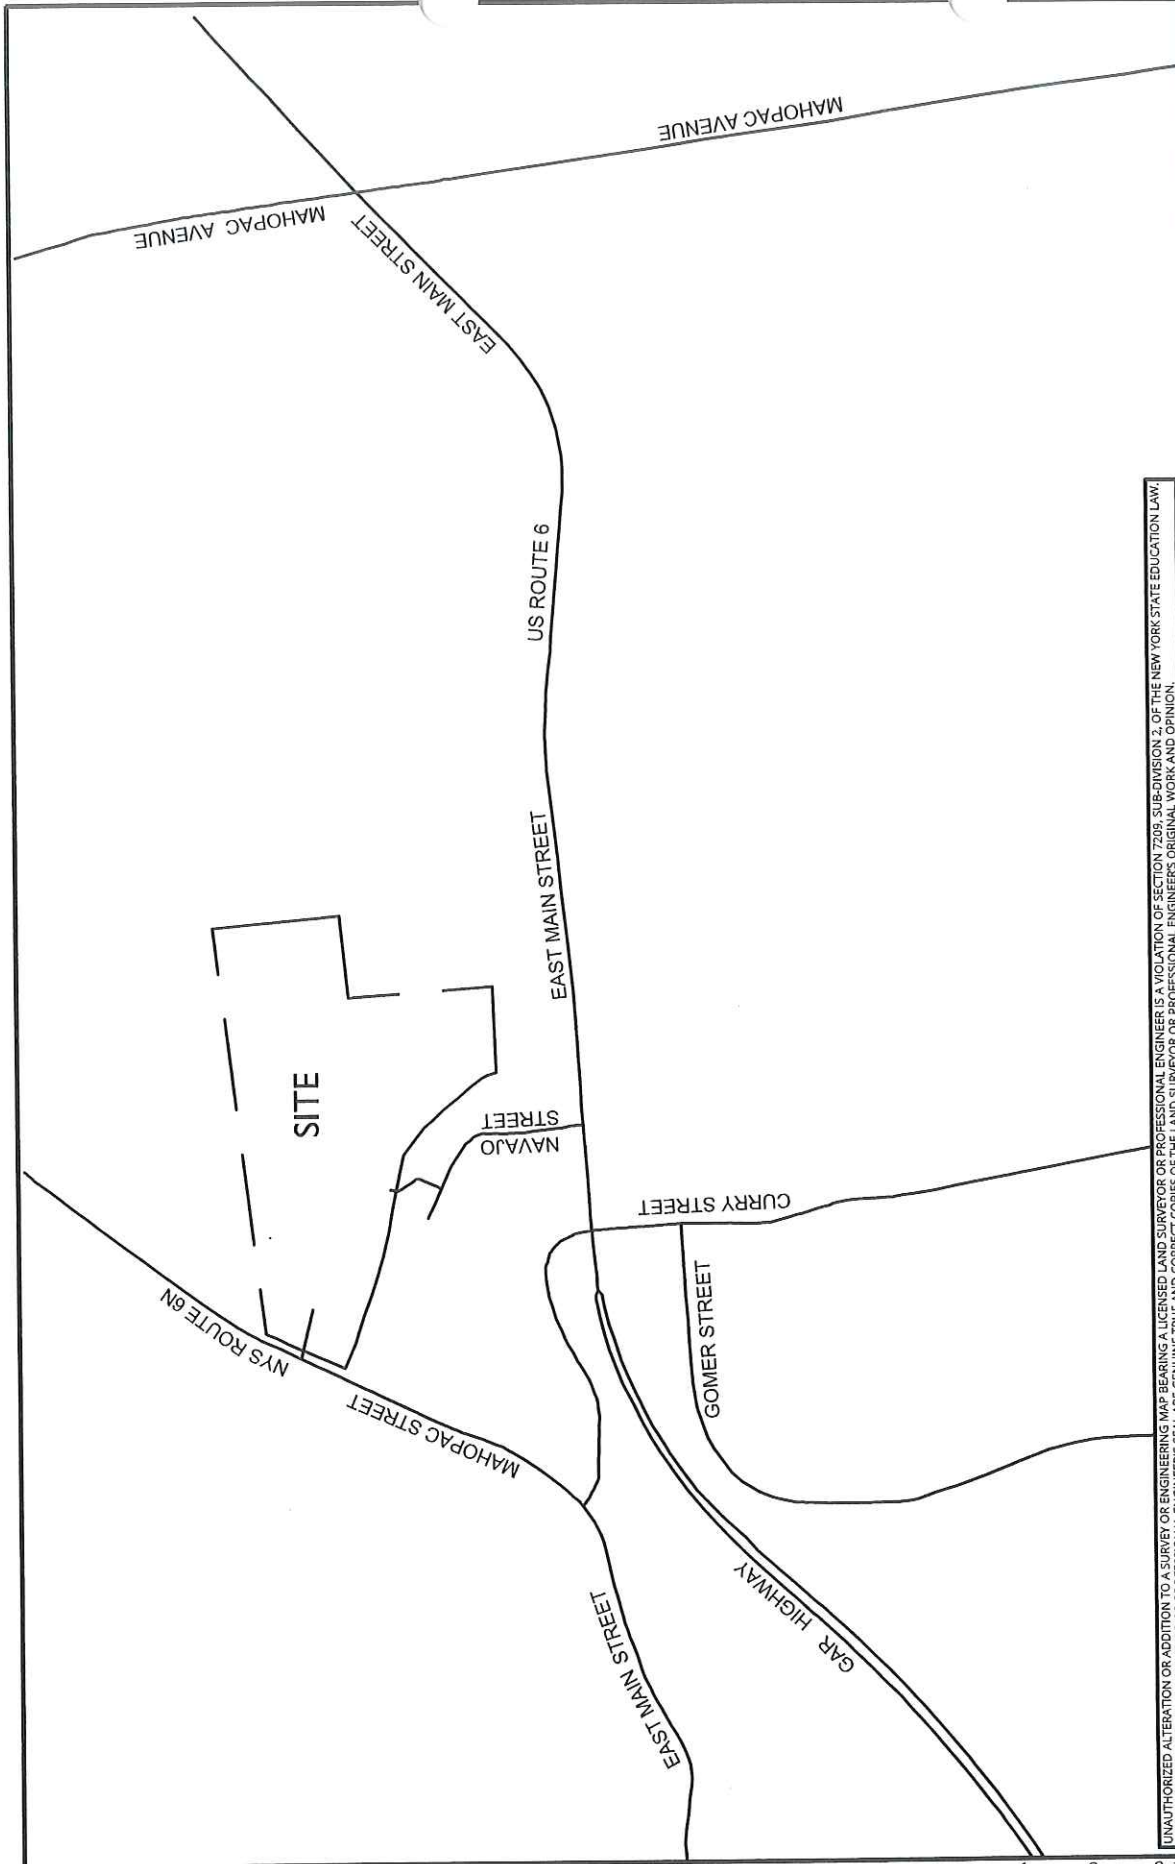 MAHOPAC AVENUE
MAHOPAC AVENUE
EAST MAIN STREET
US ROUTE 6
EAST MAIN STREET
SITE
NAVAJO
STREET
NYS ROUTE 6N
MAHOPAC STREET
CURRY STREET
GOMER STREET
GAR HIGHWAY
EAST MAIN STREET
UNAUTHORIZED ALTERATION OR ADDITION TO A SURVEY OR ENGINEERING MAP BEARING A LICENSED LAND SURVEYOR OR PROFESSIONAL ENGINEER IS A VIOLATION OF SECTION 7209, SUB-DIVISION 2, OF THE NEW YORK STATE EDUCATION LAW.